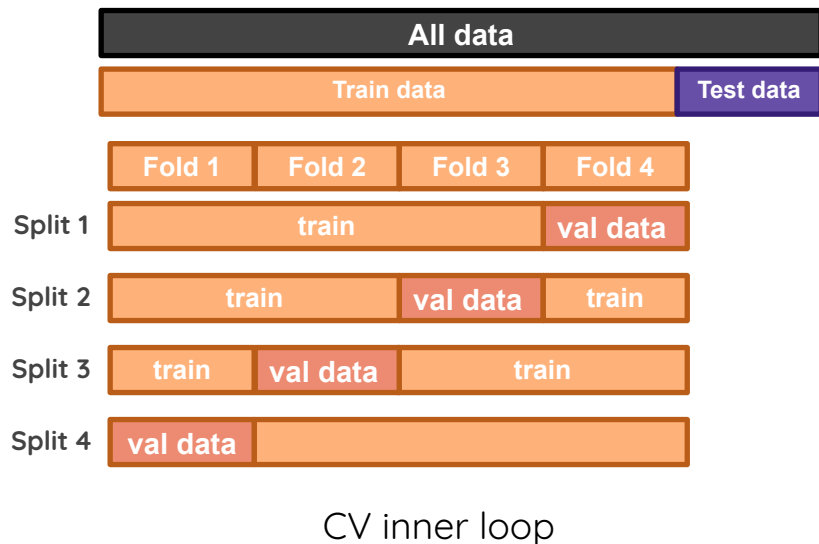 All data
Train data Test data
Fold 1 Fold 2 Fold 3 Fold 4
Split 1 train val data
Split 2 train val data train
Split 3 train val data train
Split 4 val data
CV inner loop